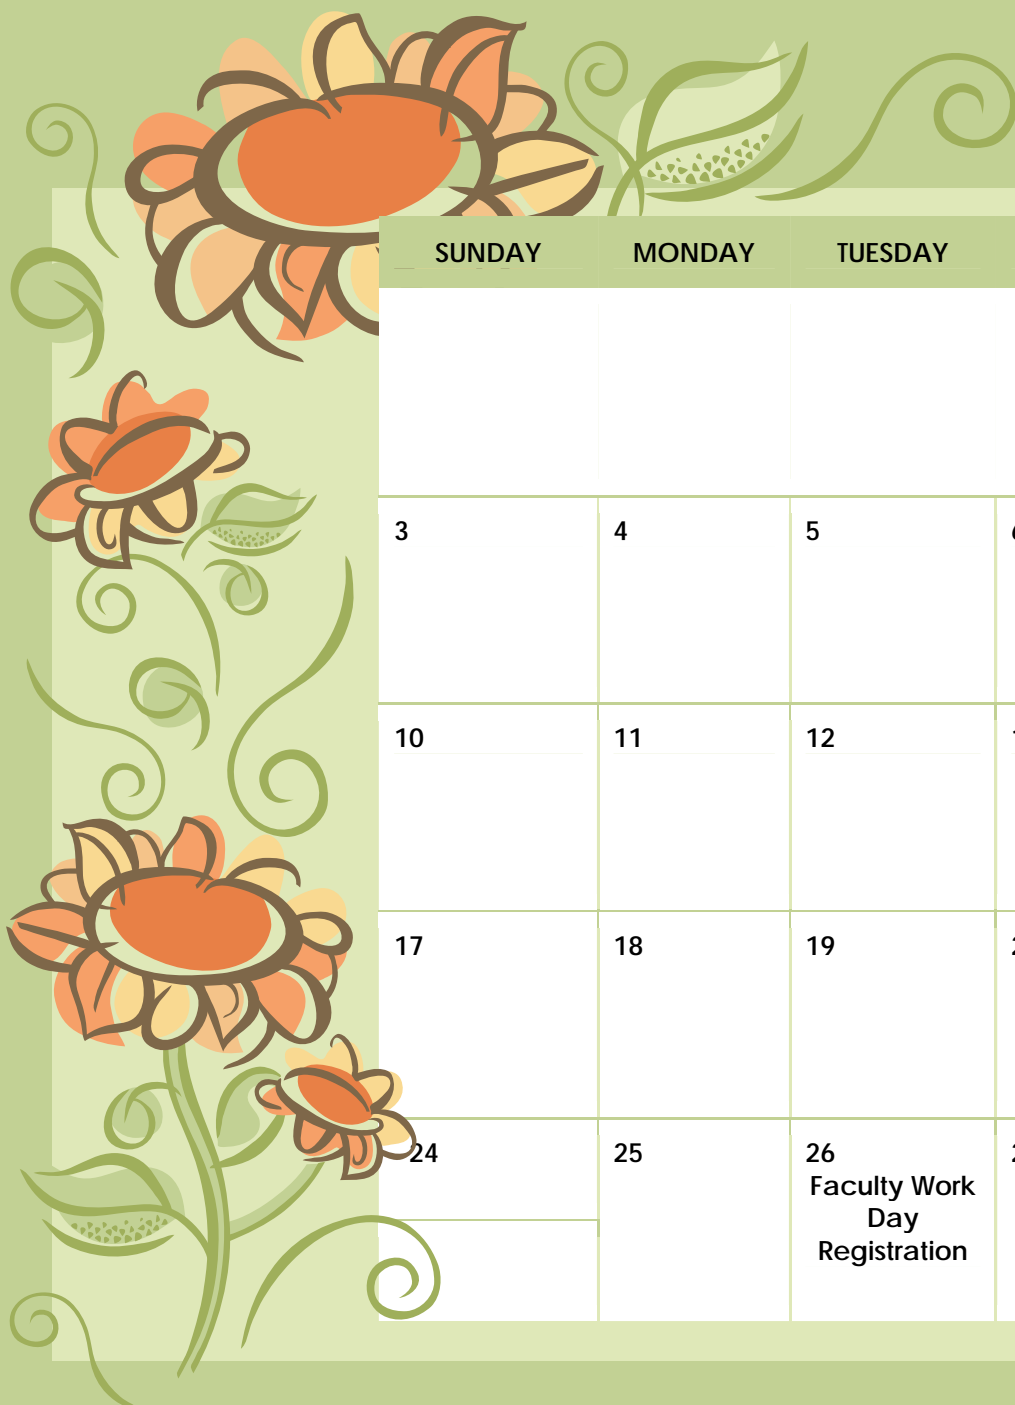 SUNDAY MONDAY TUESDAY
3 4 5
10 11 12
17 18 19
24 25 26
Faculty Work
Day
Registration